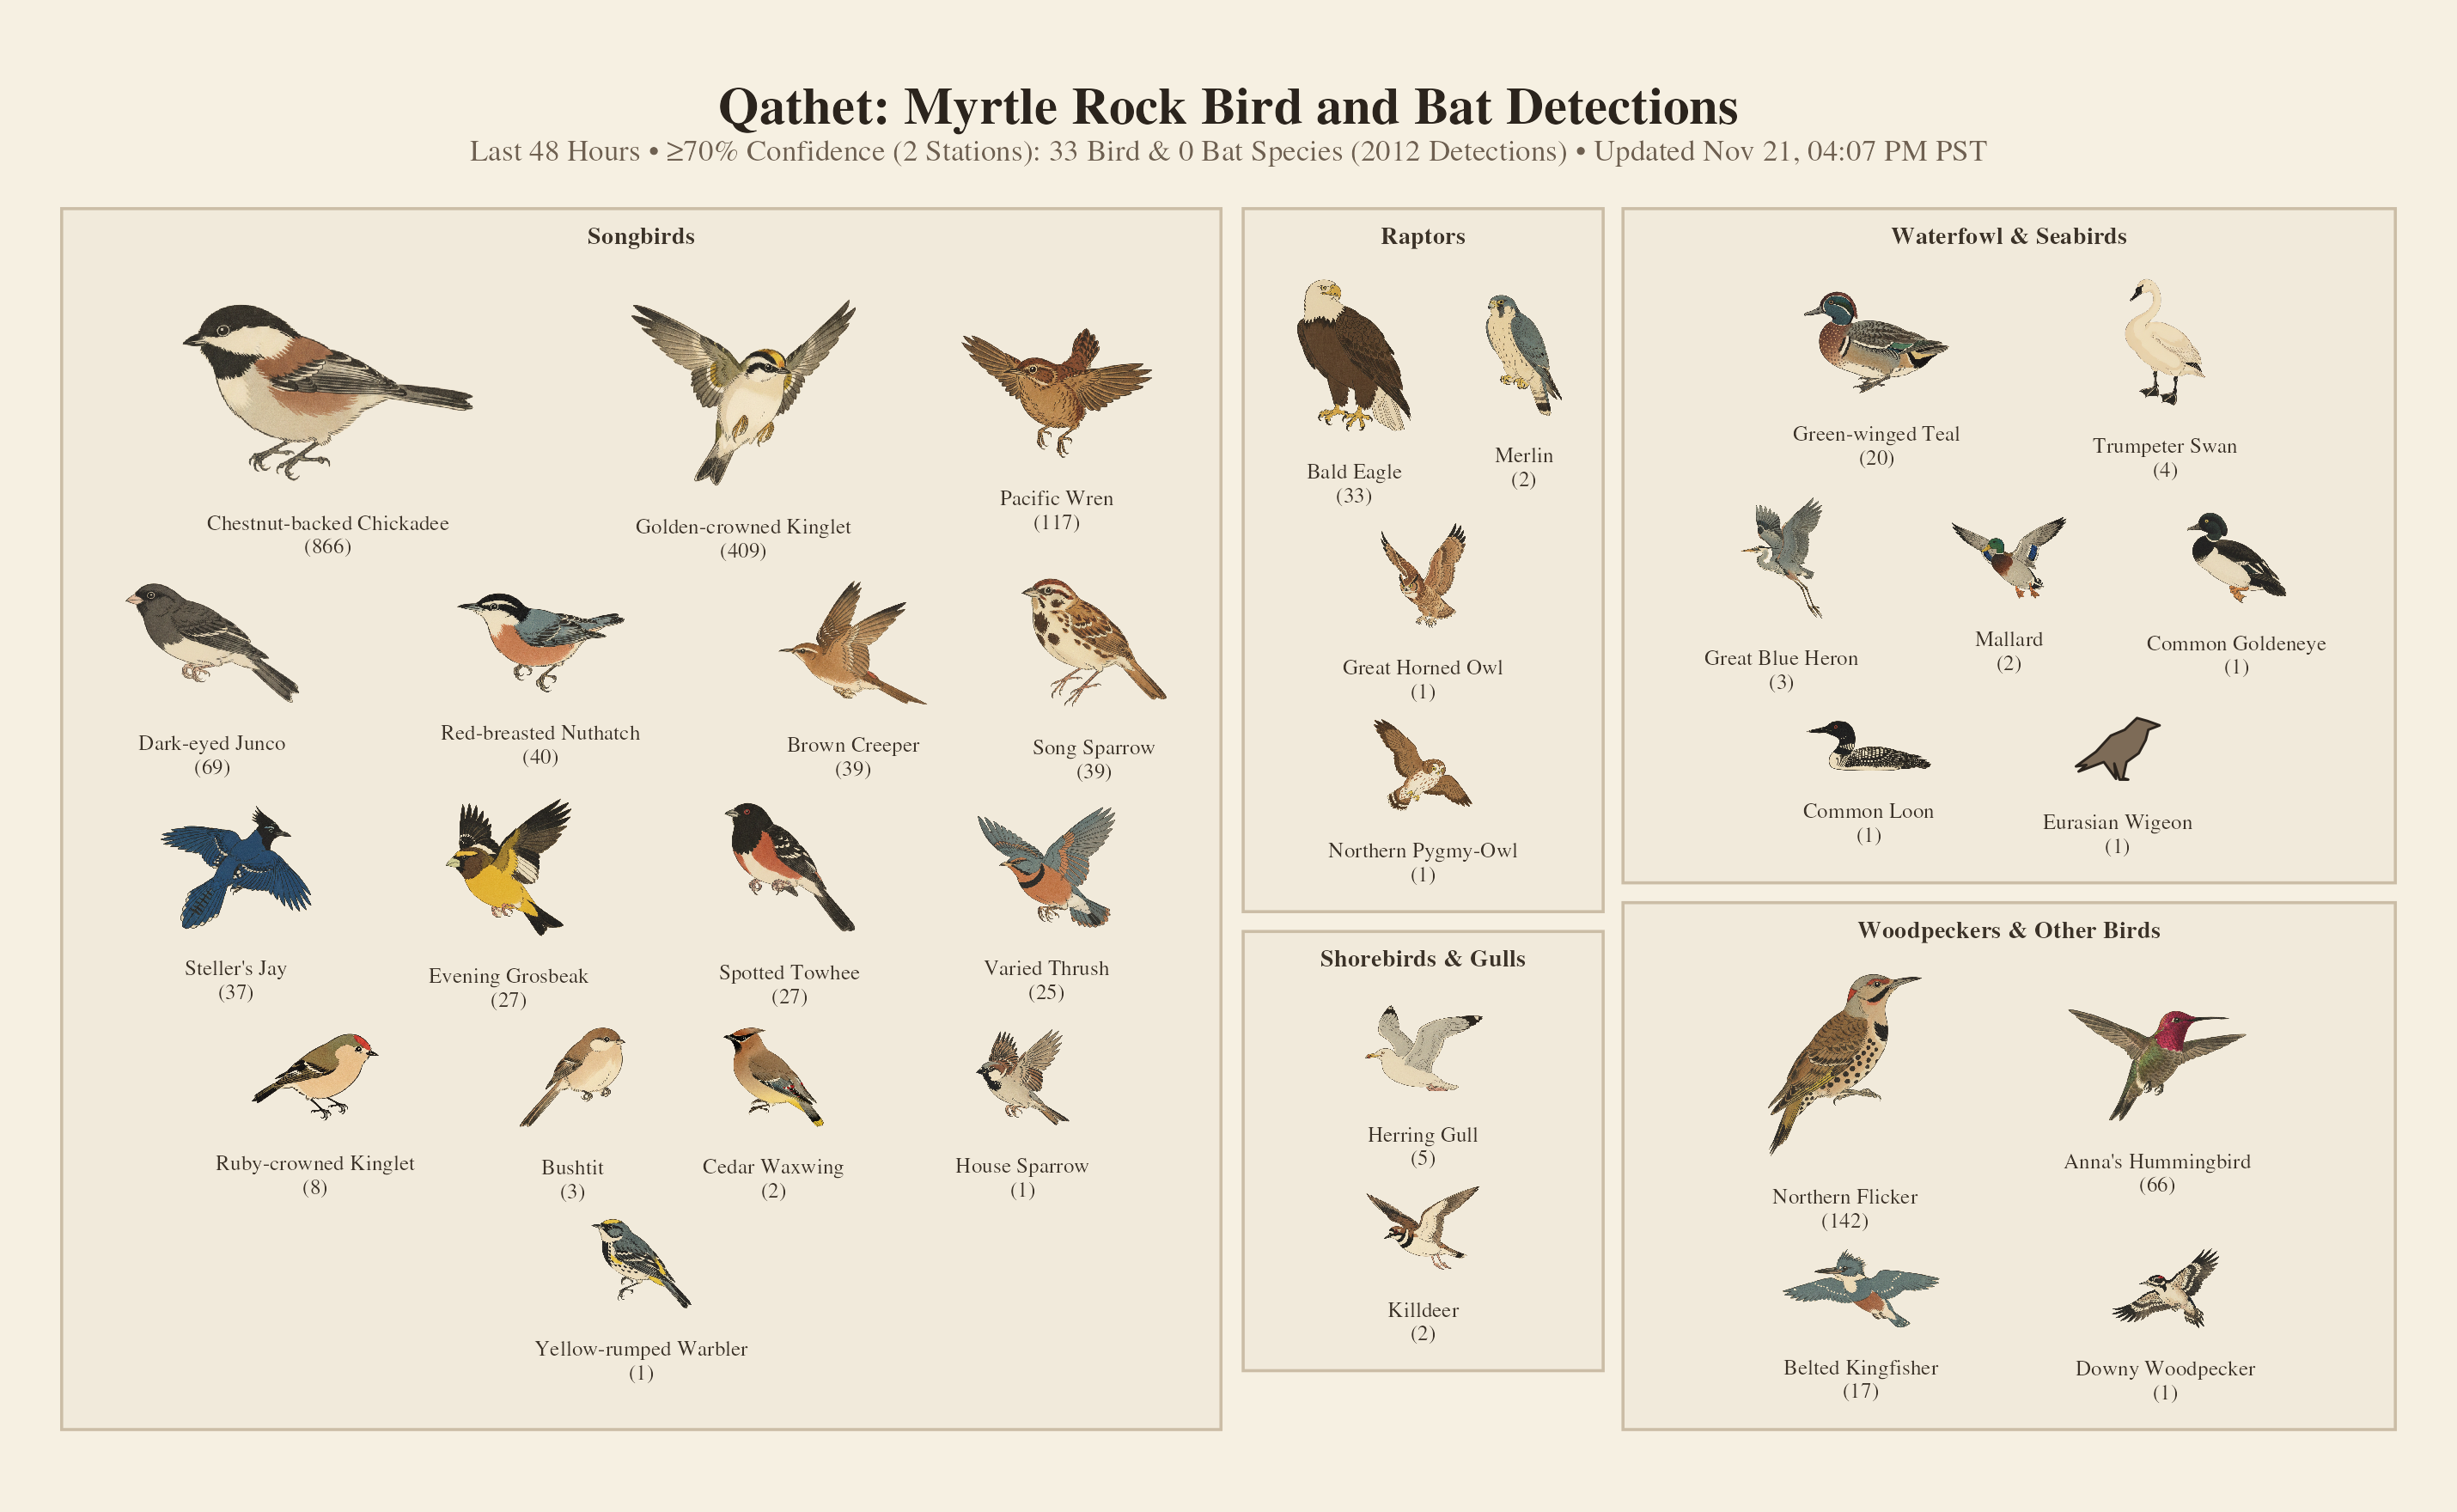 Qathet: Myrtle Rock Bird and Bat Detections
Last 48 Hours • ≥70% Confidence (2 Stations): 33 Bird & 0 Bat Species (2012 Detections) • Updated Nov 21, 04:07 PM PST
Songbirds
Chestnut-backed Chickadee
(866)
Golden-crowned Kinglet
(409)
Pacific Wren
(117)
Dark-eyed Junco
(69)
Red-breasted Nuthatch
(40)
Brown Creeper
(39)
Song Sparrow
(39)
Steller's Jay
(37)
Evening Grosbeak
(27)
Spotted Towhee
(27)
Varied Thrush
(25)
Ruby-crowned Kinglet
(8)
Bushtit
(3)
Cedar Waxwing
(2)
House Sparrow
(1)
Yellow-rumped Warbler
(1)
Raptors
Bald Eagle
(33)
Merlin
(2)
Great Horned Owl
(1)
Northern Pygmy-Owl
(1)
Shorebirds & Gulls
Herring Gull
(5)
Killdeer
(2)
Waterfowl & Seabirds
Green-winged Teal
(20)
Trumpeter Swan
(4)
Great Blue Heron
(3)
Mallard
(2)
Common Goldeneye
(1)
Common Loon
(1)
Eurasian Wigeon
(1)
Woodpeckers & Other Birds
Northern Flicker
(142)
Anna's Hummingbird
(66)
Belted Kingfisher
(17)
Downy Woodpecker
(1)